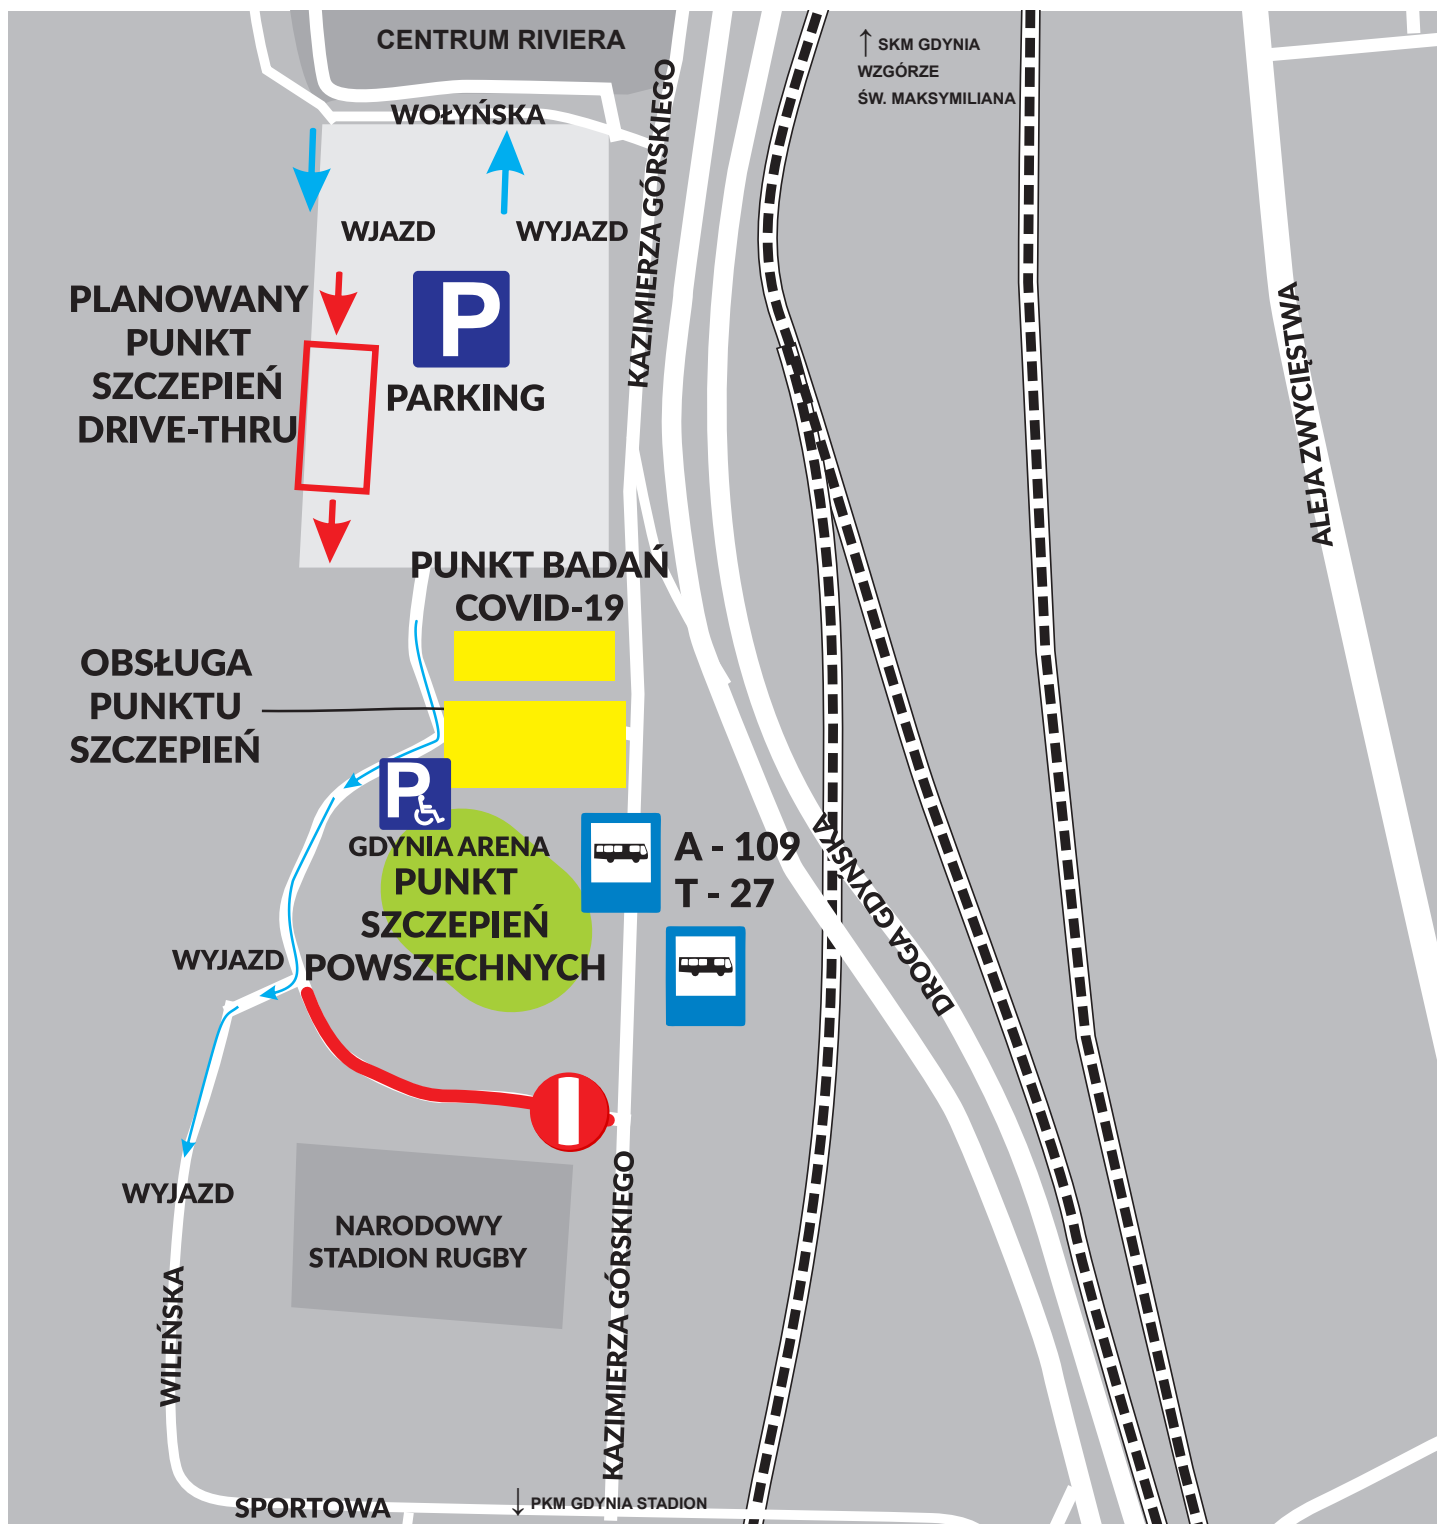 CENTRUM RIVIERA
↑ SKM GDYNIA
WZGÓRZE
ŚW. MAKSYMILIANA
WOŁYŃSKA
KAZIMIERZA GÓRSKIEGO
WJAZD
WYJAZD
PLANOWANY
PUNKT
SZCZEPIEŃ
DRIVE-THRU
P
PARKING
ALEJA ZWYCIĘSTWA
PUNKT BADAŃ
COVID-19
OBSŁUGA
PUNKTU
SZCZEPIEŃ
P
GDYNIA ARENA
PUNKT
SZCZEPIEŃ
POWSZECHNYCH
A - 109
T - 27
DROGA GDYŃSKA
WYJAZD
WYJAZD
NARODOWY
STADION RUGBY
KAZIMIERZA GÓRSKIEGO
WILEŃSKA
SPORTOWA
↓ PKM GDYNIA STADION